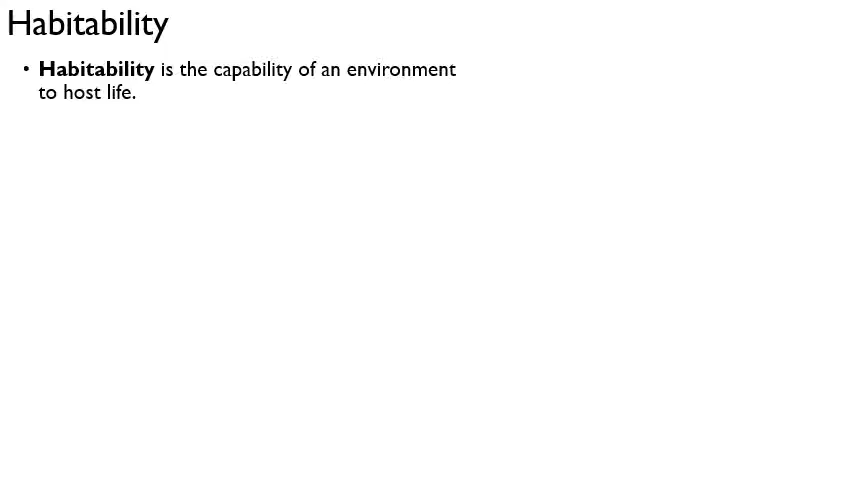 Habitability
• Habitability is the capability of an environment
to host life.